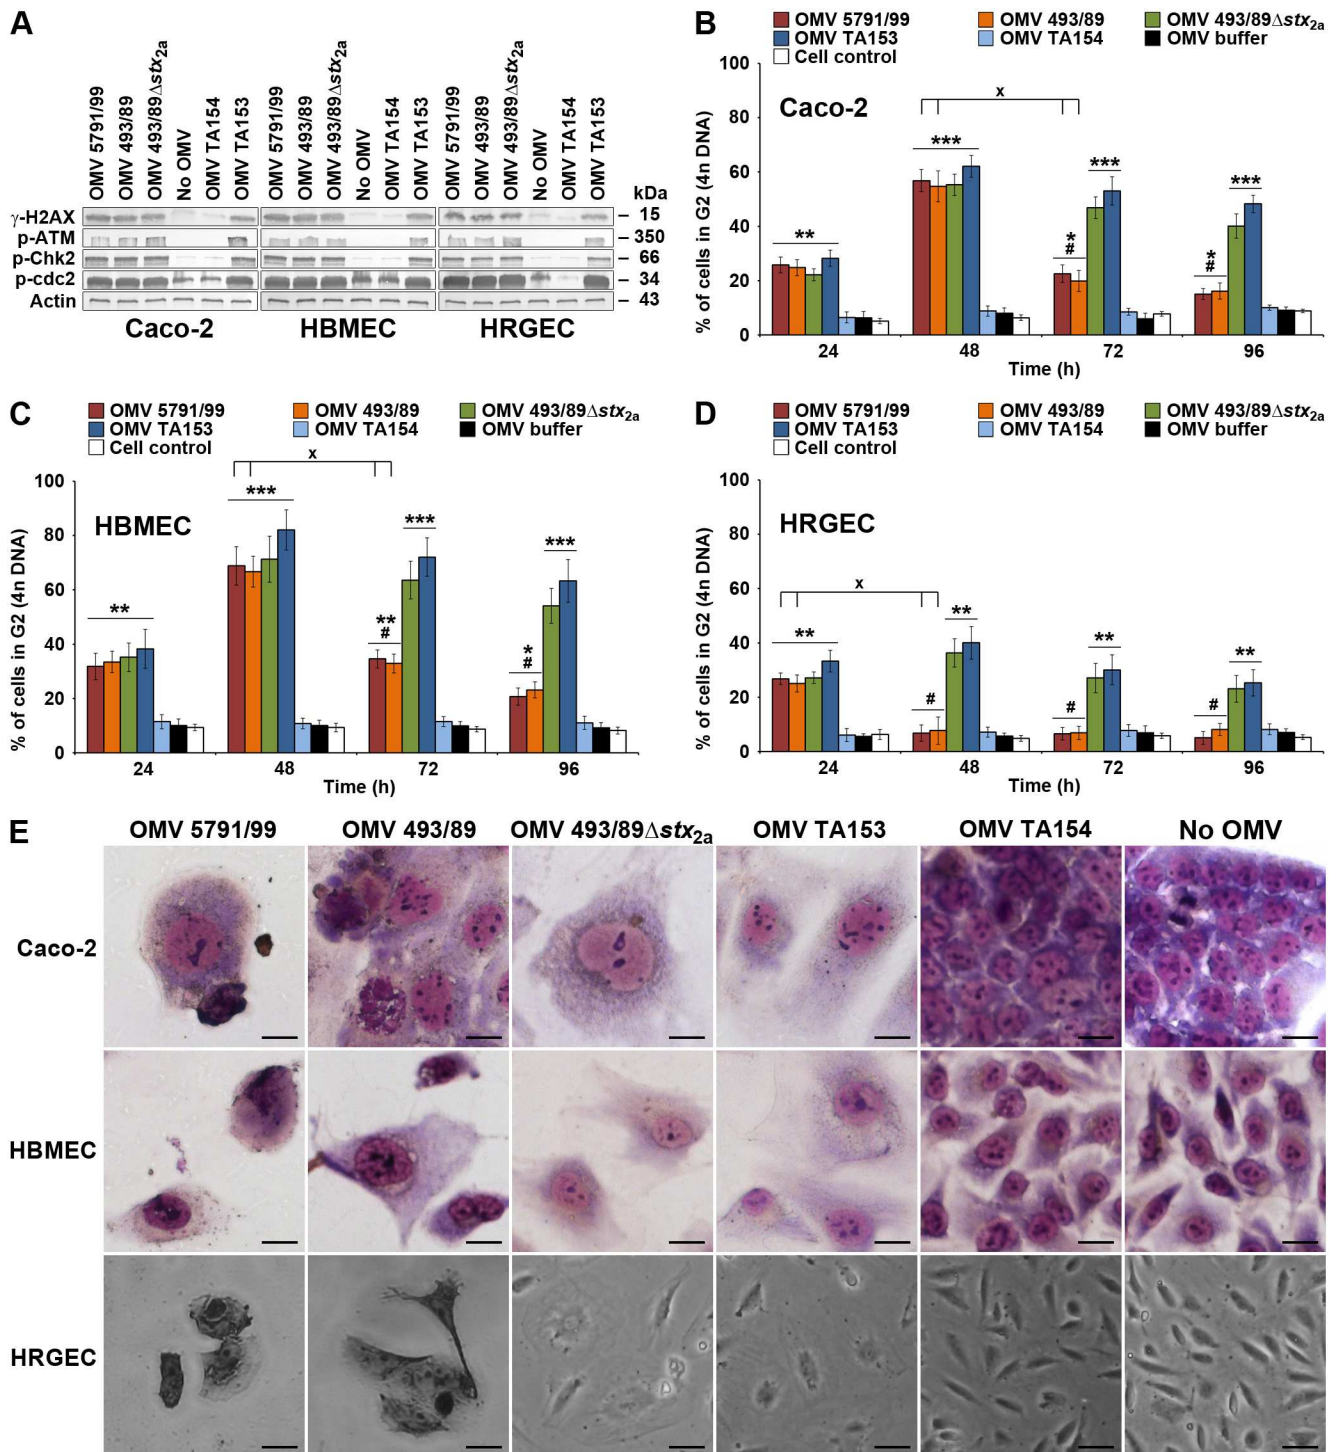 A
OMV 5791/99
OMV 493/89
OMV 493/89Δstx2a
No OMV
OMV TA154
OMV TA153
OMV 5791/99
OMV 493/89
OMV 493/89Δstx2a
No OMV
OMV TA154
OMV TA153
OMV 5791/99
OMV 493/89
OMV 493/89Δstx2a
No OMV
OMV TA154
OMV TA153
kDa
γ-H2AX – 15
p-ATM – 350
p-Chk2 – 66
p-cdc2 – 34
Actin – 43
Caco-2 HBMEC HRGEC
B
OMV 5791/99 OMV 493/89 OMV 493/89Δstx2a
OMV TA153 OMV TA154 OMV buffer
Cell control
% of cells in G2 (4n DNA)
100
80
60
40
20
0
Caco-2
x
**
***
***
*
#
***
*
#
24 48 72 96
Time (h)
C
OMV 5791/99 OMV 493/89 OMV 493/89Δstx2a
OMV TA153 OMV TA154 OMV buffer
Cell control
% of cells in G2 (4n DNA)
100
80
60
40
20
0
HBMEC
x
**
***
***
**
#
***
*
#
24 48 72 96
Time (h)
D
OMV 5791/99 OMV 493/89 OMV 493/89Δstx2a
OMV TA153 OMV TA154 OMV buffer
Cell control
% of cells in G2 (4n DNA)
100
80
60
40
20
0
HRGEC
x
**
**
#
**
#
**
#
24 48 72 96
Time (h)
E
OMV 5791/99 OMV 493/89 OMV 493/89Δstx2a OMV TA153 OMV TA154 No OMV
Caco-2
HBMEC
HRGEC